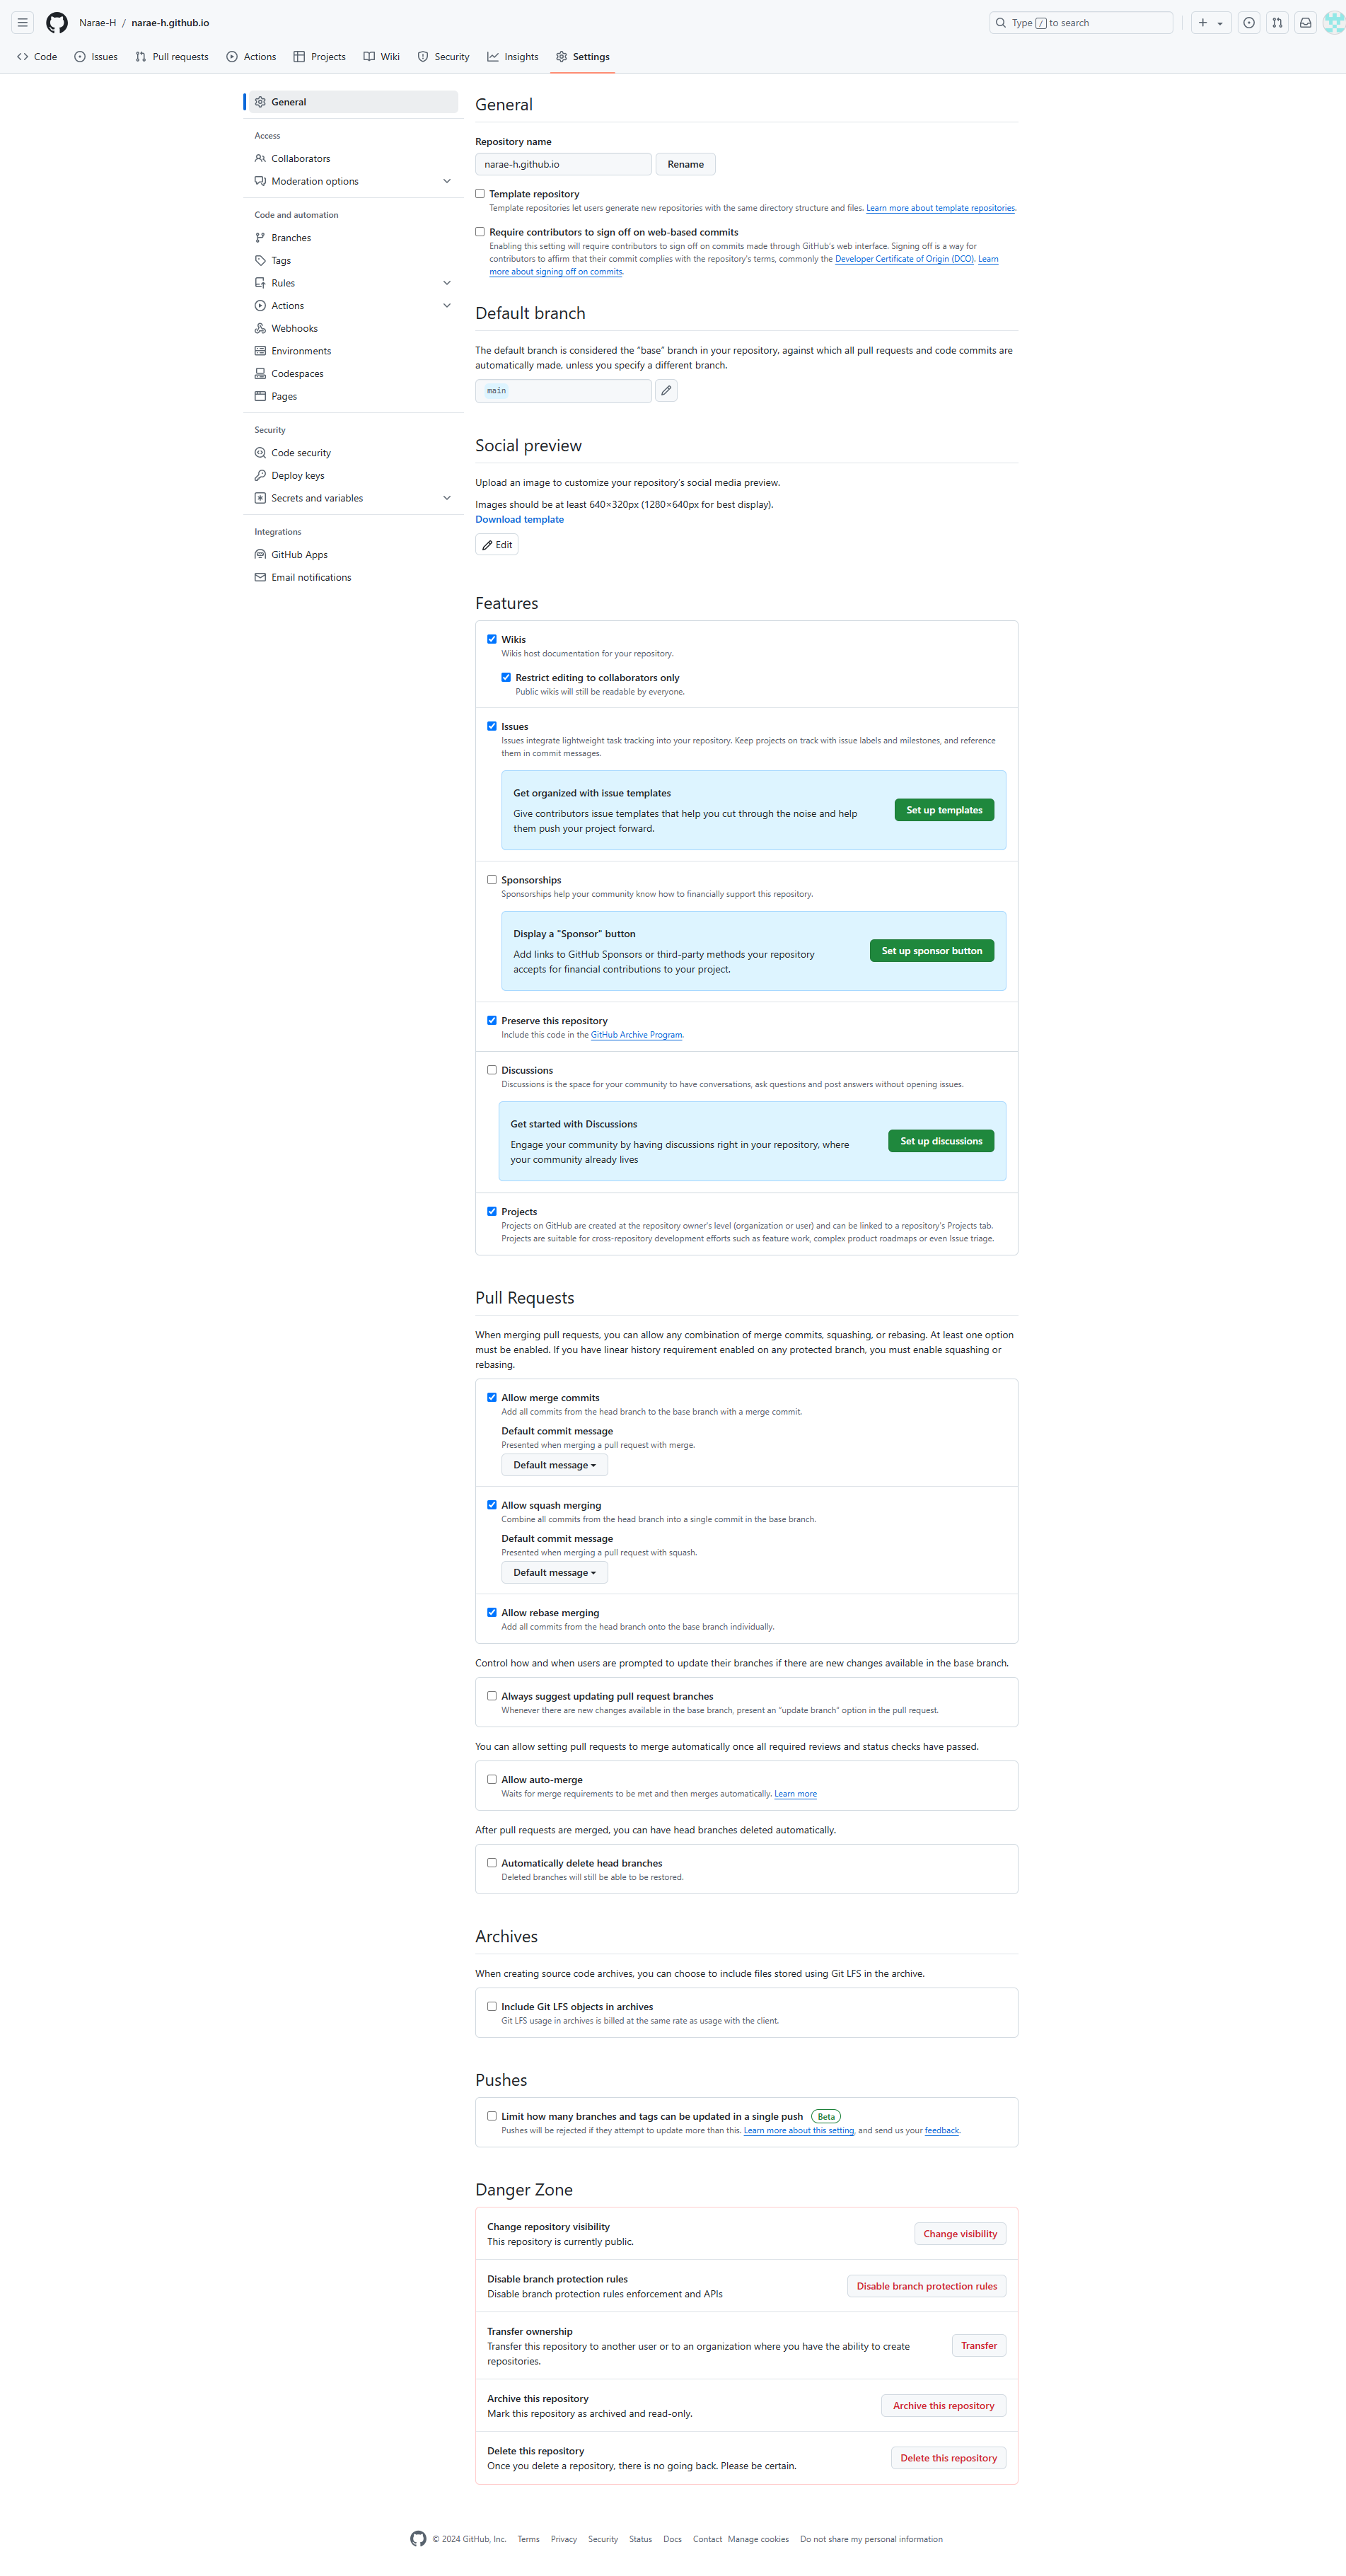 Narae-H / narae-h.github.io
Type / to search
Code Issues Pull requests Actions Projects Wiki Security Insights Settings
General
Access
Collaborators
Moderation options
Code and automation
Branches
Tags
Rules
Actions
Webhooks
Environments
Codespaces
Pages
Security
Code security
Deploy keys
Secrets and variables
Integrations
GitHub Apps
Email notifications
General
Repository name
narae-h.github.io Rename
Template repository
Template repositories let users generate new repositories with the same directory structure and files. Learn more about template repositories.
Require contributors to sign off on web-based commits
Enabling this setting will require contributors to sign off on commits made through GitHub's web interface. Signing off is a way for
contributors to affirm that their commit complies with the repository's terms, commonly the Developer Certificate of Origin (DCO). Learn
more about signing off on commits.
Default branch
The default branch is considered the “base” branch in your repository, against which all pull requests and code commits are
automatically made, unless you specify a different branch.
main
Social preview
Upload an image to customize your repository's social media preview.
Images should be at least 640×320px (1280×640px for best display).
Download template
Edit
Features
Wikis
Wikis host documentation for your repository.
Restrict editing to collaborators only
Public wikis will still be readable by everyone.
Issues
Issues integrate lightweight task tracking into your repository. Keep projects on track with issue labels and milestones, and reference
them in commit messages.
Get organized with issue templates
Give contributors issue templates that help you cut through the noise and help
them push your project forward.
Set up templates
Sponsorships
Sponsorships help your community know how to financially support this repository.
Display a "Sponsor" button
Add links to GitHub Sponsors or third-party methods your repository
accepts for financial contributions to your project.
Set up sponsor button
Preserve this repository
Include this code in the GitHub Archive Program.
Discussions
Discussions is the space for your community to have conversations, ask questions and post answers without opening issues.
Get started with Discussions
Engage your community by having discussions right in your repository, where
your community already lives
Set up discussions
Projects
Projects on GitHub are created at the repository owner's level (organization or user) and can be linked to a repository's Projects tab.
Projects are suitable for cross-repository development efforts such as feature work, complex product roadmaps or even Issue triage.
Pull Requests
When merging pull requests, you can allow any combination of merge commits, squashing, or rebasing. At least one option
must be enabled. If you have linear history requirement enabled on any protected branch, you must enable squashing or
rebasing.
Allow merge commits
Add all commits from the head branch to the base branch with a merge commit.
Default commit message
Presented when merging a pull request with merge.
Default message
Allow squash merging
Combine all commits from the head branch into a single commit in the base branch.
Default commit message
Presented when merging a pull request with squash.
Default message
Allow rebase merging
Add all commits from the head branch onto the base branch individually.
Control how and when users are prompted to update their branches if there are new changes available in the base branch.
Always suggest updating pull request branches
Whenever there are new changes available in the base branch, present an “update branch” option in the pull request.
You can allow setting pull requests to merge automatically once all required reviews and status checks have passed.
Allow auto-merge
Waits for merge requirements to be met and then merges automatically. Learn more
After pull requests are merged, you can have head branches deleted automatically.
Automatically delete head branches
Deleted branches will still be able to be restored.
Archives
When creating source code archives, you can choose to include files stored using Git LFS in the archive.
Include Git LFS objects in archives
Git LFS usage in archives is billed at the same rate as usage with the client.
Pushes
Limit how many branches and tags can be updated in a single push Beta
Pushes will be rejected if they attempt to update more than this. Learn more about this setting, and send us your feedback.
Danger Zone
Change repository visibility
This repository is currently public.
Change visibility
Disable branch protection rules
Disable branch protection rules enforcement and APIs
Disable branch protection rules
Transfer ownership
Transfer this repository to another user or to an organization where you have the ability to create
repositories.
Transfer
Archive this repository
Mark this repository as archived and read-only.
Archive this repository
Delete this repository
Once you delete a repository, there is no going back. Please be certain.
Delete this repository
© 2024 GitHub, Inc. Terms Privacy Security Status Docs Contact Manage cookies Do not share my personal information